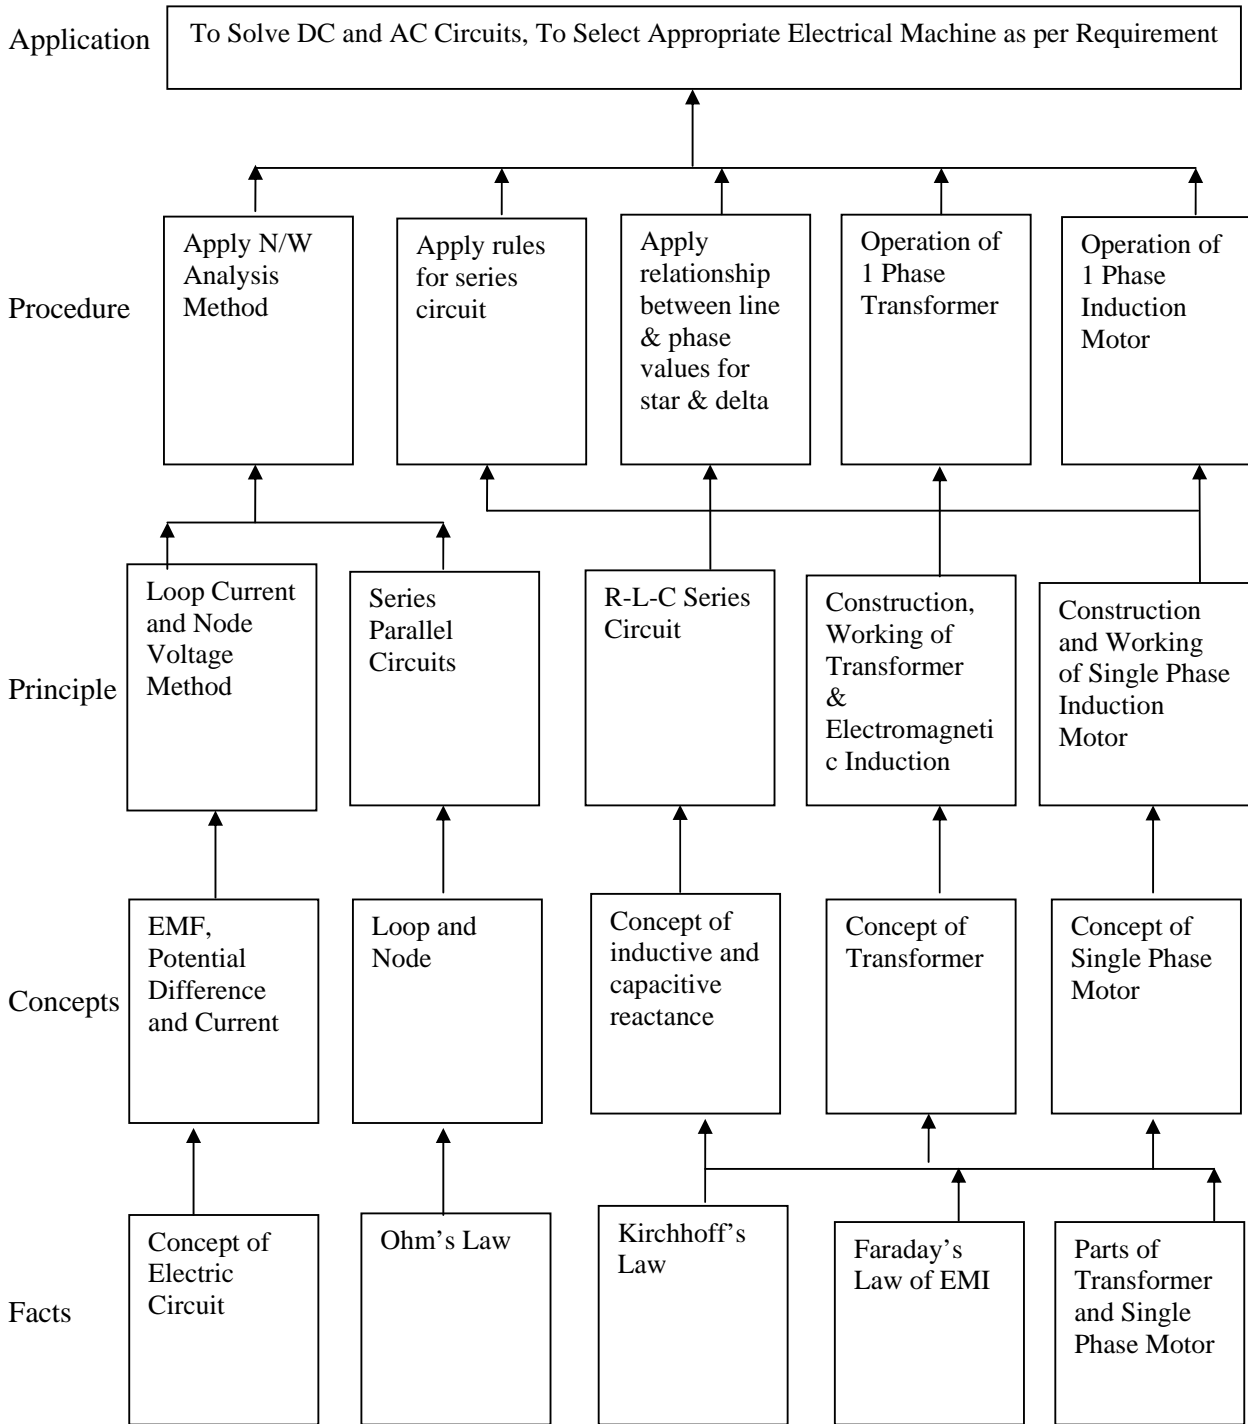 Application
To Solve DC and AC Circuits, To Select Appropriate Electrical Machine as per Requirement
Procedure
Apply N/W
Analysis
Method
Apply rules
for series
circuit
Apply
relationship
between line
& phase
values for
star & delta
Operation of
1 Phase
Transformer
Operation of
1 Phase
Induction
Motor
Principle
Loop Current
and Node
Voltage
Method
Series
Parallel
Circuits
R-L-C Series
Circuit
Construction,
Working of
Transformer
&
Electromagneti
c Induction
Construction
and Working
of Single Phase
Induction
Motor
Concepts
EMF,
Potential
Difference
and Current
Loop and
Node
Concept of
inductive and
capacitive
reactance
Concept of
Transformer
Concept of
Single Phase
Motor
Facts
Concept of
Electric
Circuit
Ohm’s Law
Kirchhoff’s
Law
Faraday’s
Law of EMI
Parts of
Transformer
and Single
Phase Motor